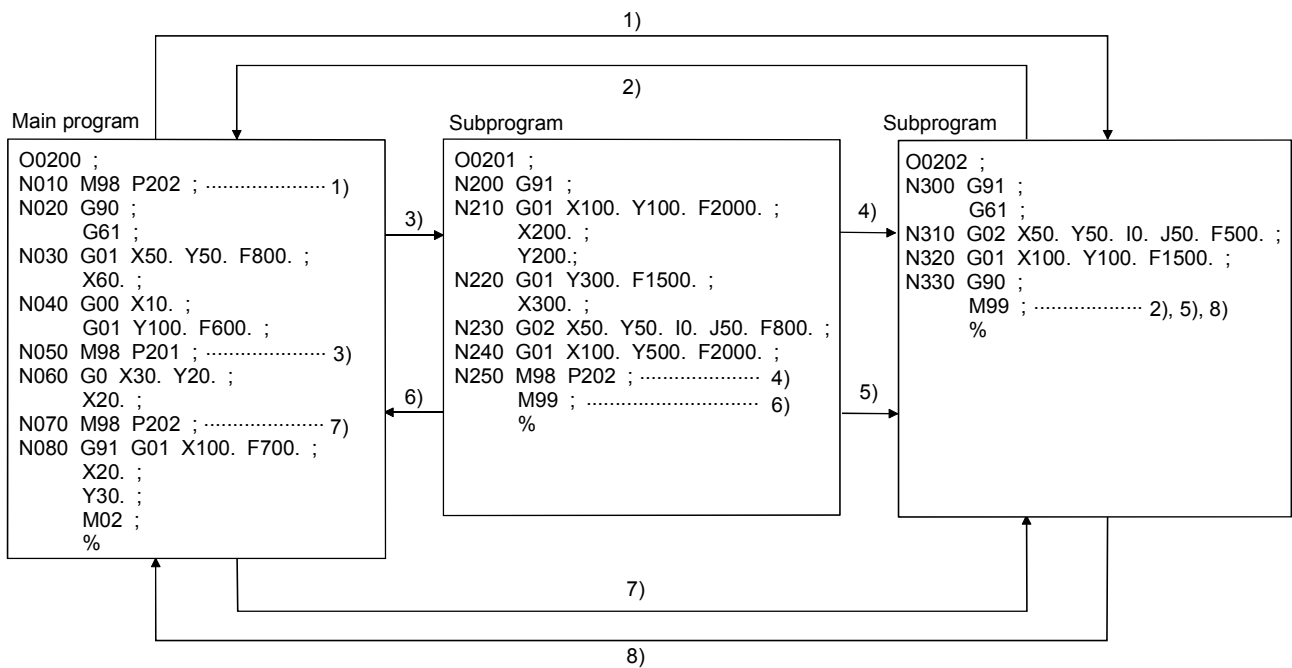 1)
2)
Main program
O0200 ;
N010 M98 P202 ; ····················· 1)
N020 G90 ;
G61 ;
N030 G01 X50. Y50. F800. ;
X60. ;
N040 G00 X10. ;
G01 Y100. F600. ;
N050 M98 P201 ; ····················· 3)
N060 G0 X30. Y20. ;
X20. ;
N070 M98 P202 ; ····················· 7)
N080 G91 G01 X100. F700. ;
X20. ;
Y30. ;
M02 ;
%
3)
6)
Subprogram
O0201 ;
N200 G91 ;
N210 G01 X100. Y100. F2000. ;
X200. ;
Y200.;
N220 G01 Y300. F1500. ;
X300. ;
N230 G02 X50. Y50. I0. J50. F800. ;
N240 G01 X100. Y500. F2000. ;
N250 M98 P202 ; ····················· 4)
M99 ; ······························ 6)
%
4)
5)
Subprogram
O0202 ;
N300 G91 ;
G61 ;
N310 G02 X50. Y50. I0. J50. F500. ;
N320 G01 X100. Y100. F1500. ;
N330 G90 ;
M99 ; ··················· 2), 5), 8)
%
7)
8)